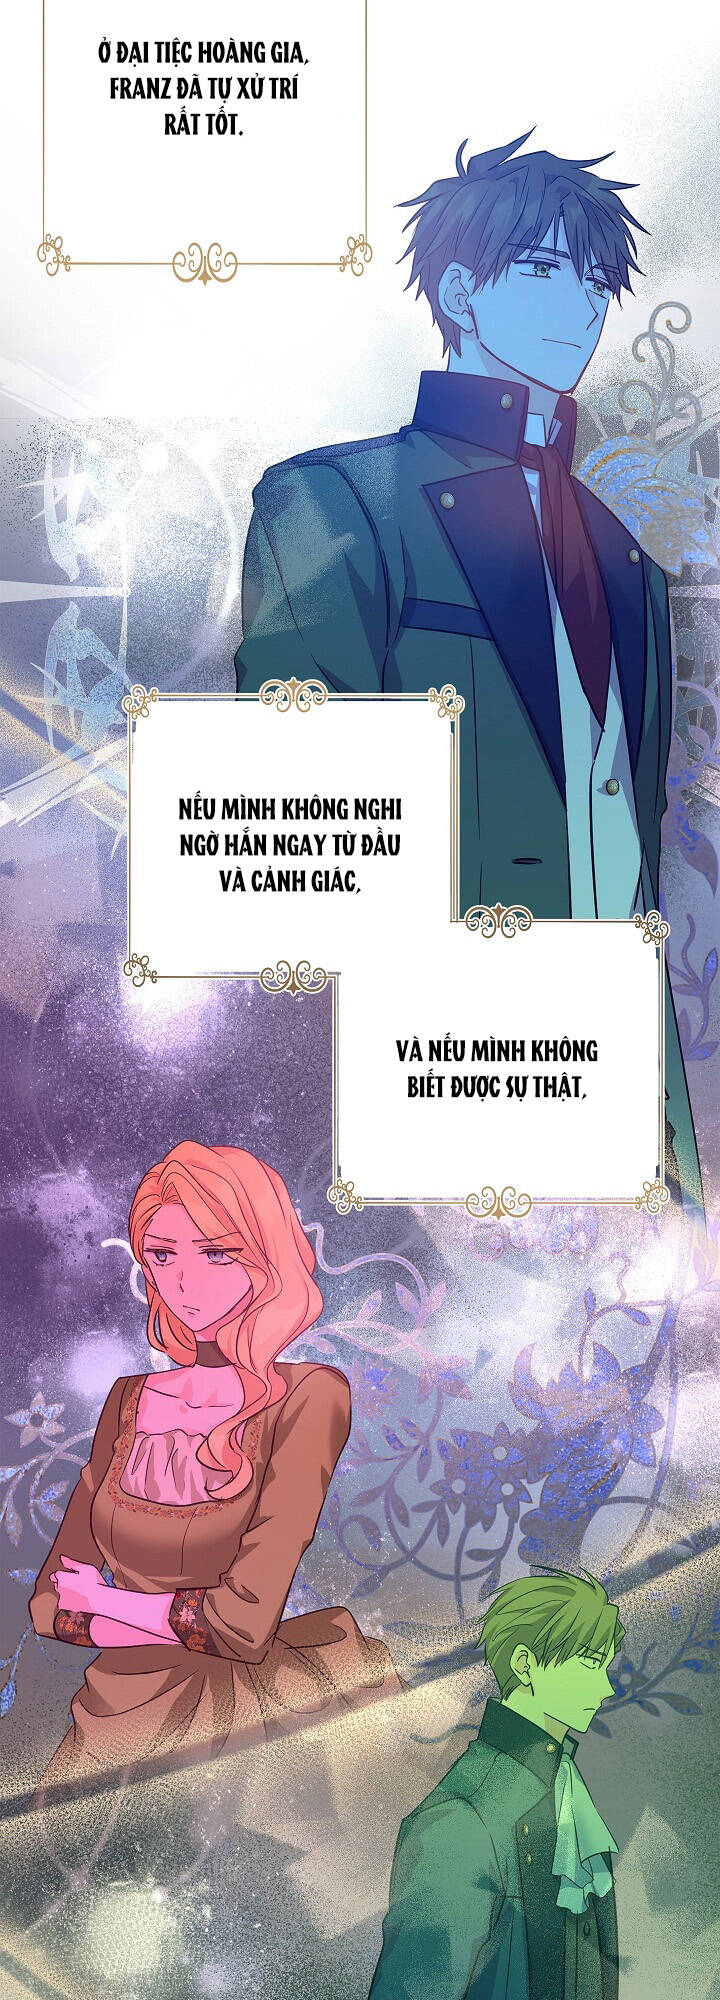 Ở ĐẠI TIỆC HOÀNG GIA,
FRANZ ĐÃ TỰ XỬ TRÍ
RẤT TỐT.
NẾU MÌNH KHÔNG NGHI
NGỜ HẮN NGAY TỪ ĐẦU
VÀ CẢNH GIÁC,
VÀ NẾU MÌNH KHÔNG
BIẾT ĐƯỢC SỰ THẬT,